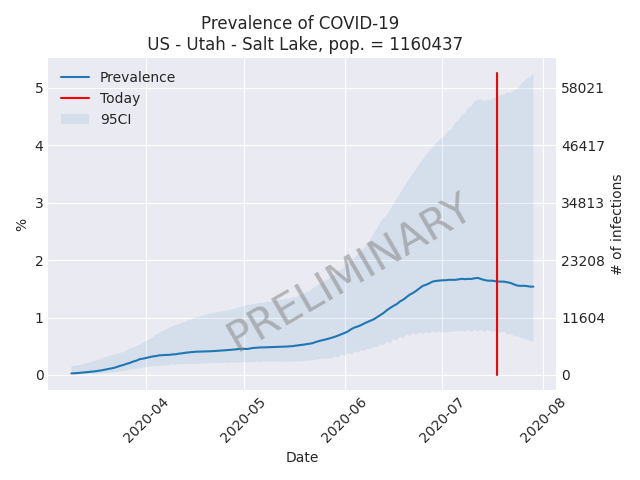 Prevalence of COVID-19
US - Utah - Salt Lake, pop. = 1160437
Prevalence
Today
95CI
PRELIMINARY
%
5
4
3
2
1
0
58021
46417
34813
23208
11604
0
# of infections
2020-04
2020-05
2020-06
2020-07
2020-08
Date